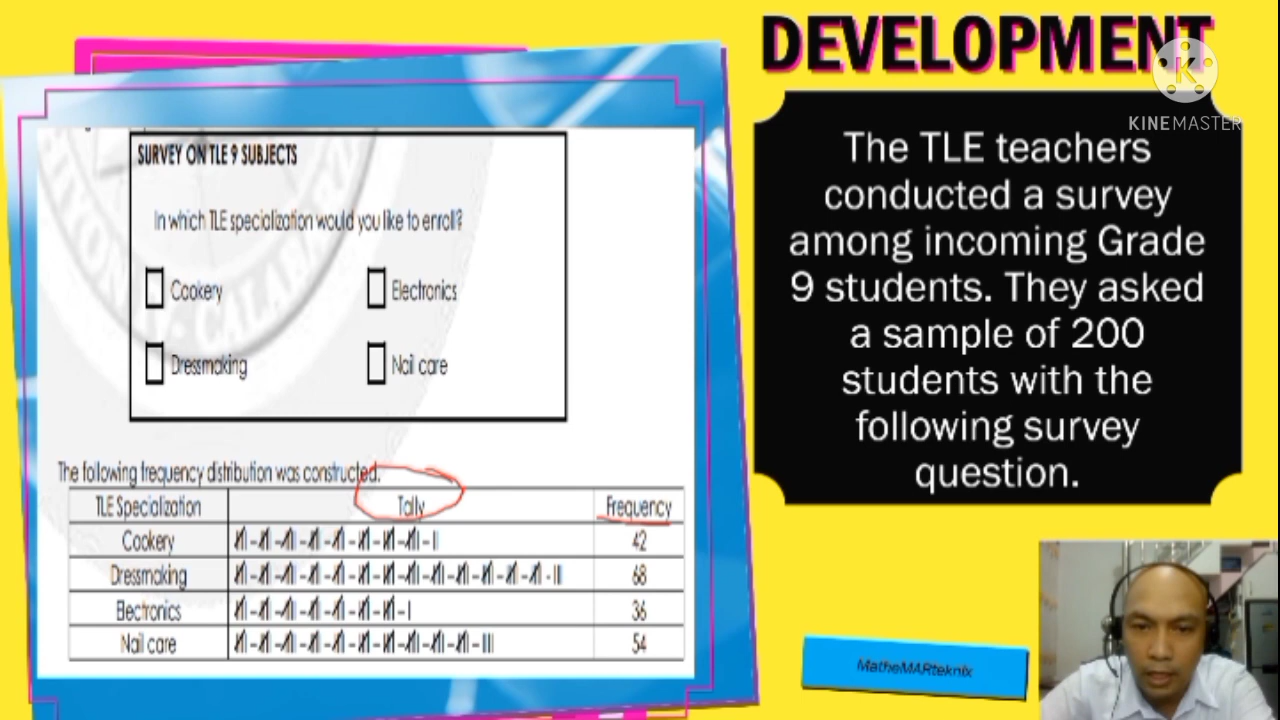 DEVELOPMENT
KINEMASTER
The TLE teachers
conducted a survey
among incoming Grade
9 students. They asked
a sample of 200
students with the
following survey
question.
SURVEY ON TLE 9 SUBJECTS
In which TLE specialization would you like to enroll?
Cookery Electronics
Dressmaking Nail care
The following frequency distribution was constructed.
TLE Specialization Tally Frequency
Cookery 42
Dressmaking 68
Electronics 36
Nail care 54
MatheMARteknix